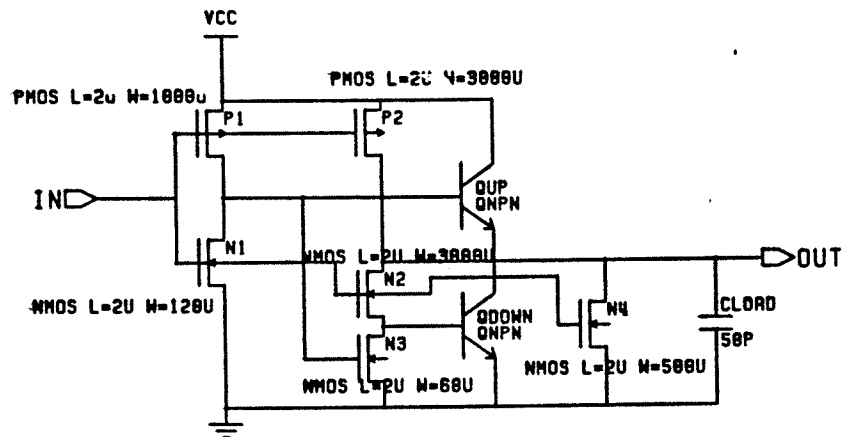 VCC
PMOS L=2U W=3000U
PMOS L=2u W=1000u
P1
P2
IN
QUP
QNPN
N1
NMOS L=2U W=3000U
N2
OUT
NMOS L=2U W=120U
QDOWN
QNPN
N4
CLOAD
50P
N3
NMOS L=2U W=500U
NMOS L=2U W=60U